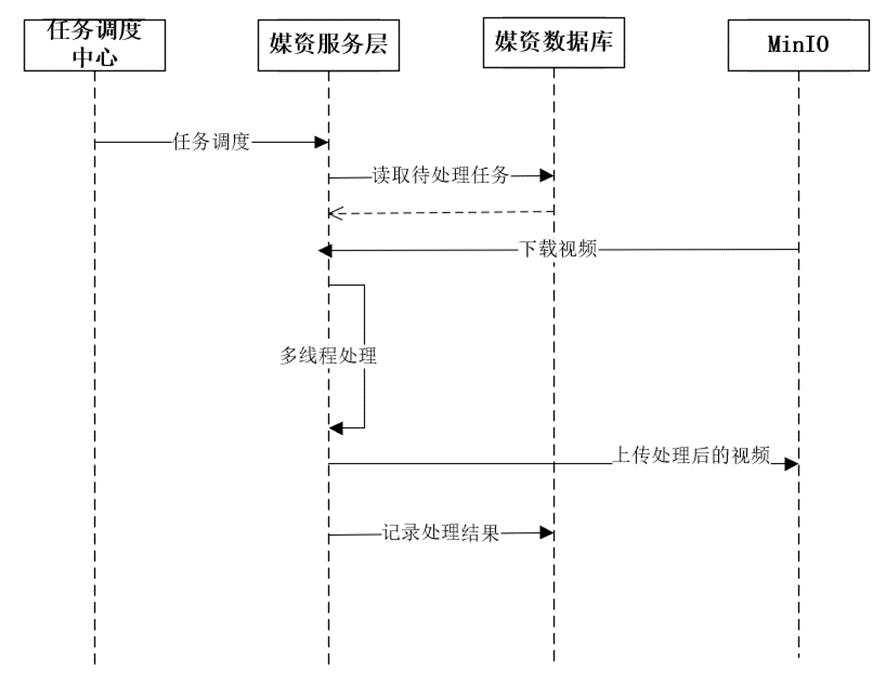 任务调度
中心
媒资服务层
媒资数据库
MinIO
任务调度
读取待处理任务
下载视频
多线程处理
上传处理后的视频
记录处理结果